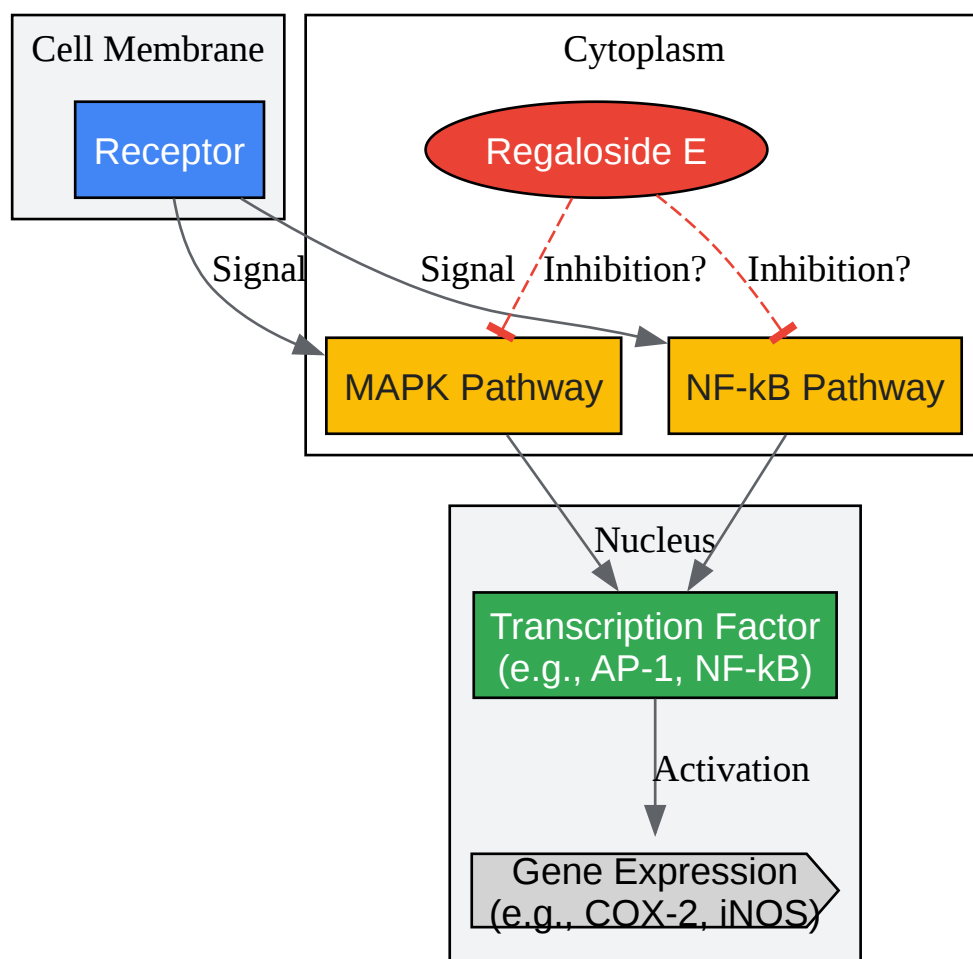 Cell Membrane
Cytoplasm
Receptor
Regaloside E
Signal
Signal
Inhibition?
Inhibition?
MAPK Pathway
NF-kB Pathway
Nucleus
Transcription Factor
(e.g., AP-1, NF-kB)
Activation
Gene Expression
(e.g., COX-2, iNOS)